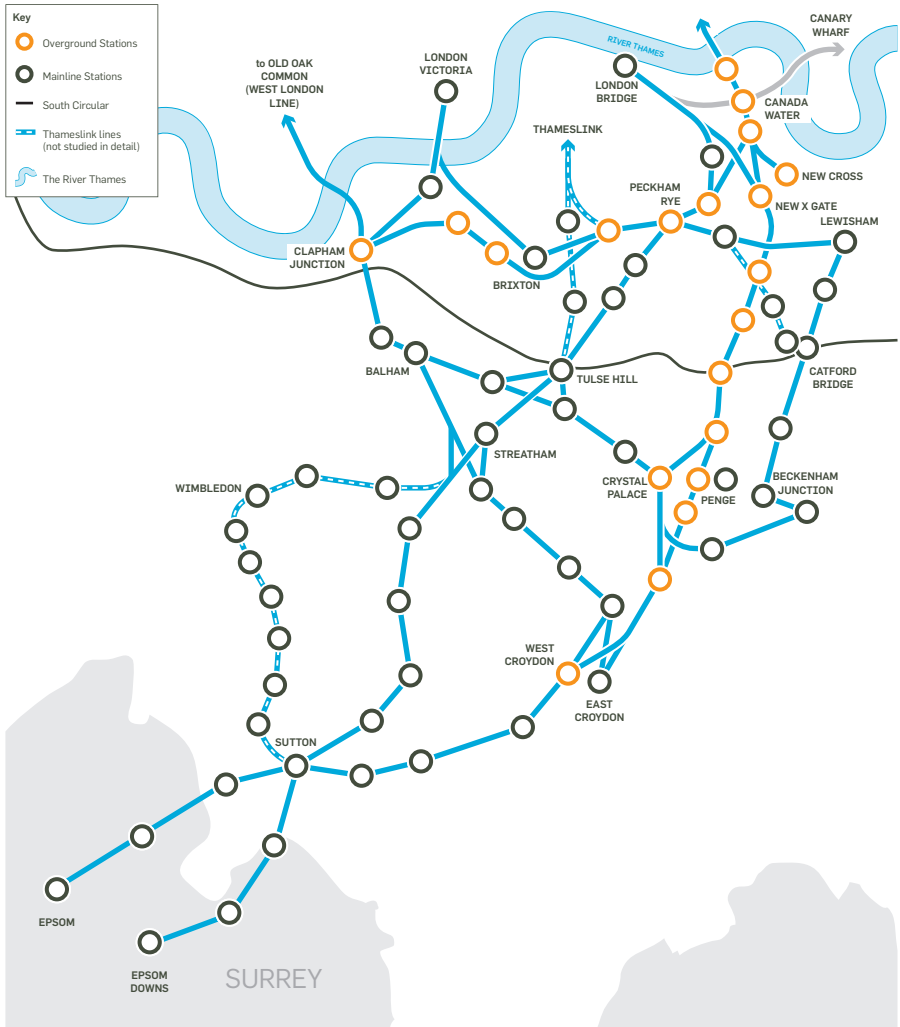 Key
Overground Stations
Mainline Stations
South Circular
Thameslink lines
(not studied in detail)
The River Thames
to OLD OAK
COMMON
(WEST LONDON
LINE)
LONDON
VICTORIA
RIVER THAMES
LONDON
BRIDGE
CANARY
WHARF
CANADA
WATER
THAMESLINK
NEW CROSS
PECKHAM
RYE
NEW X GATE
LEWISHAM
CLAPHAM
JUNCTION
BRIXTON
BALHAM
TULSE HILL
CATFORD
BRIDGE
STREATHAM
WIMBLEDON
CRYSTAL
PALACE
PENGE
BECKENHAM
JUNCTION
WEST
CROYDON
EAST
CROYDON
SUTTON
EPSOM
EPSOM
DOWNS
SURREY